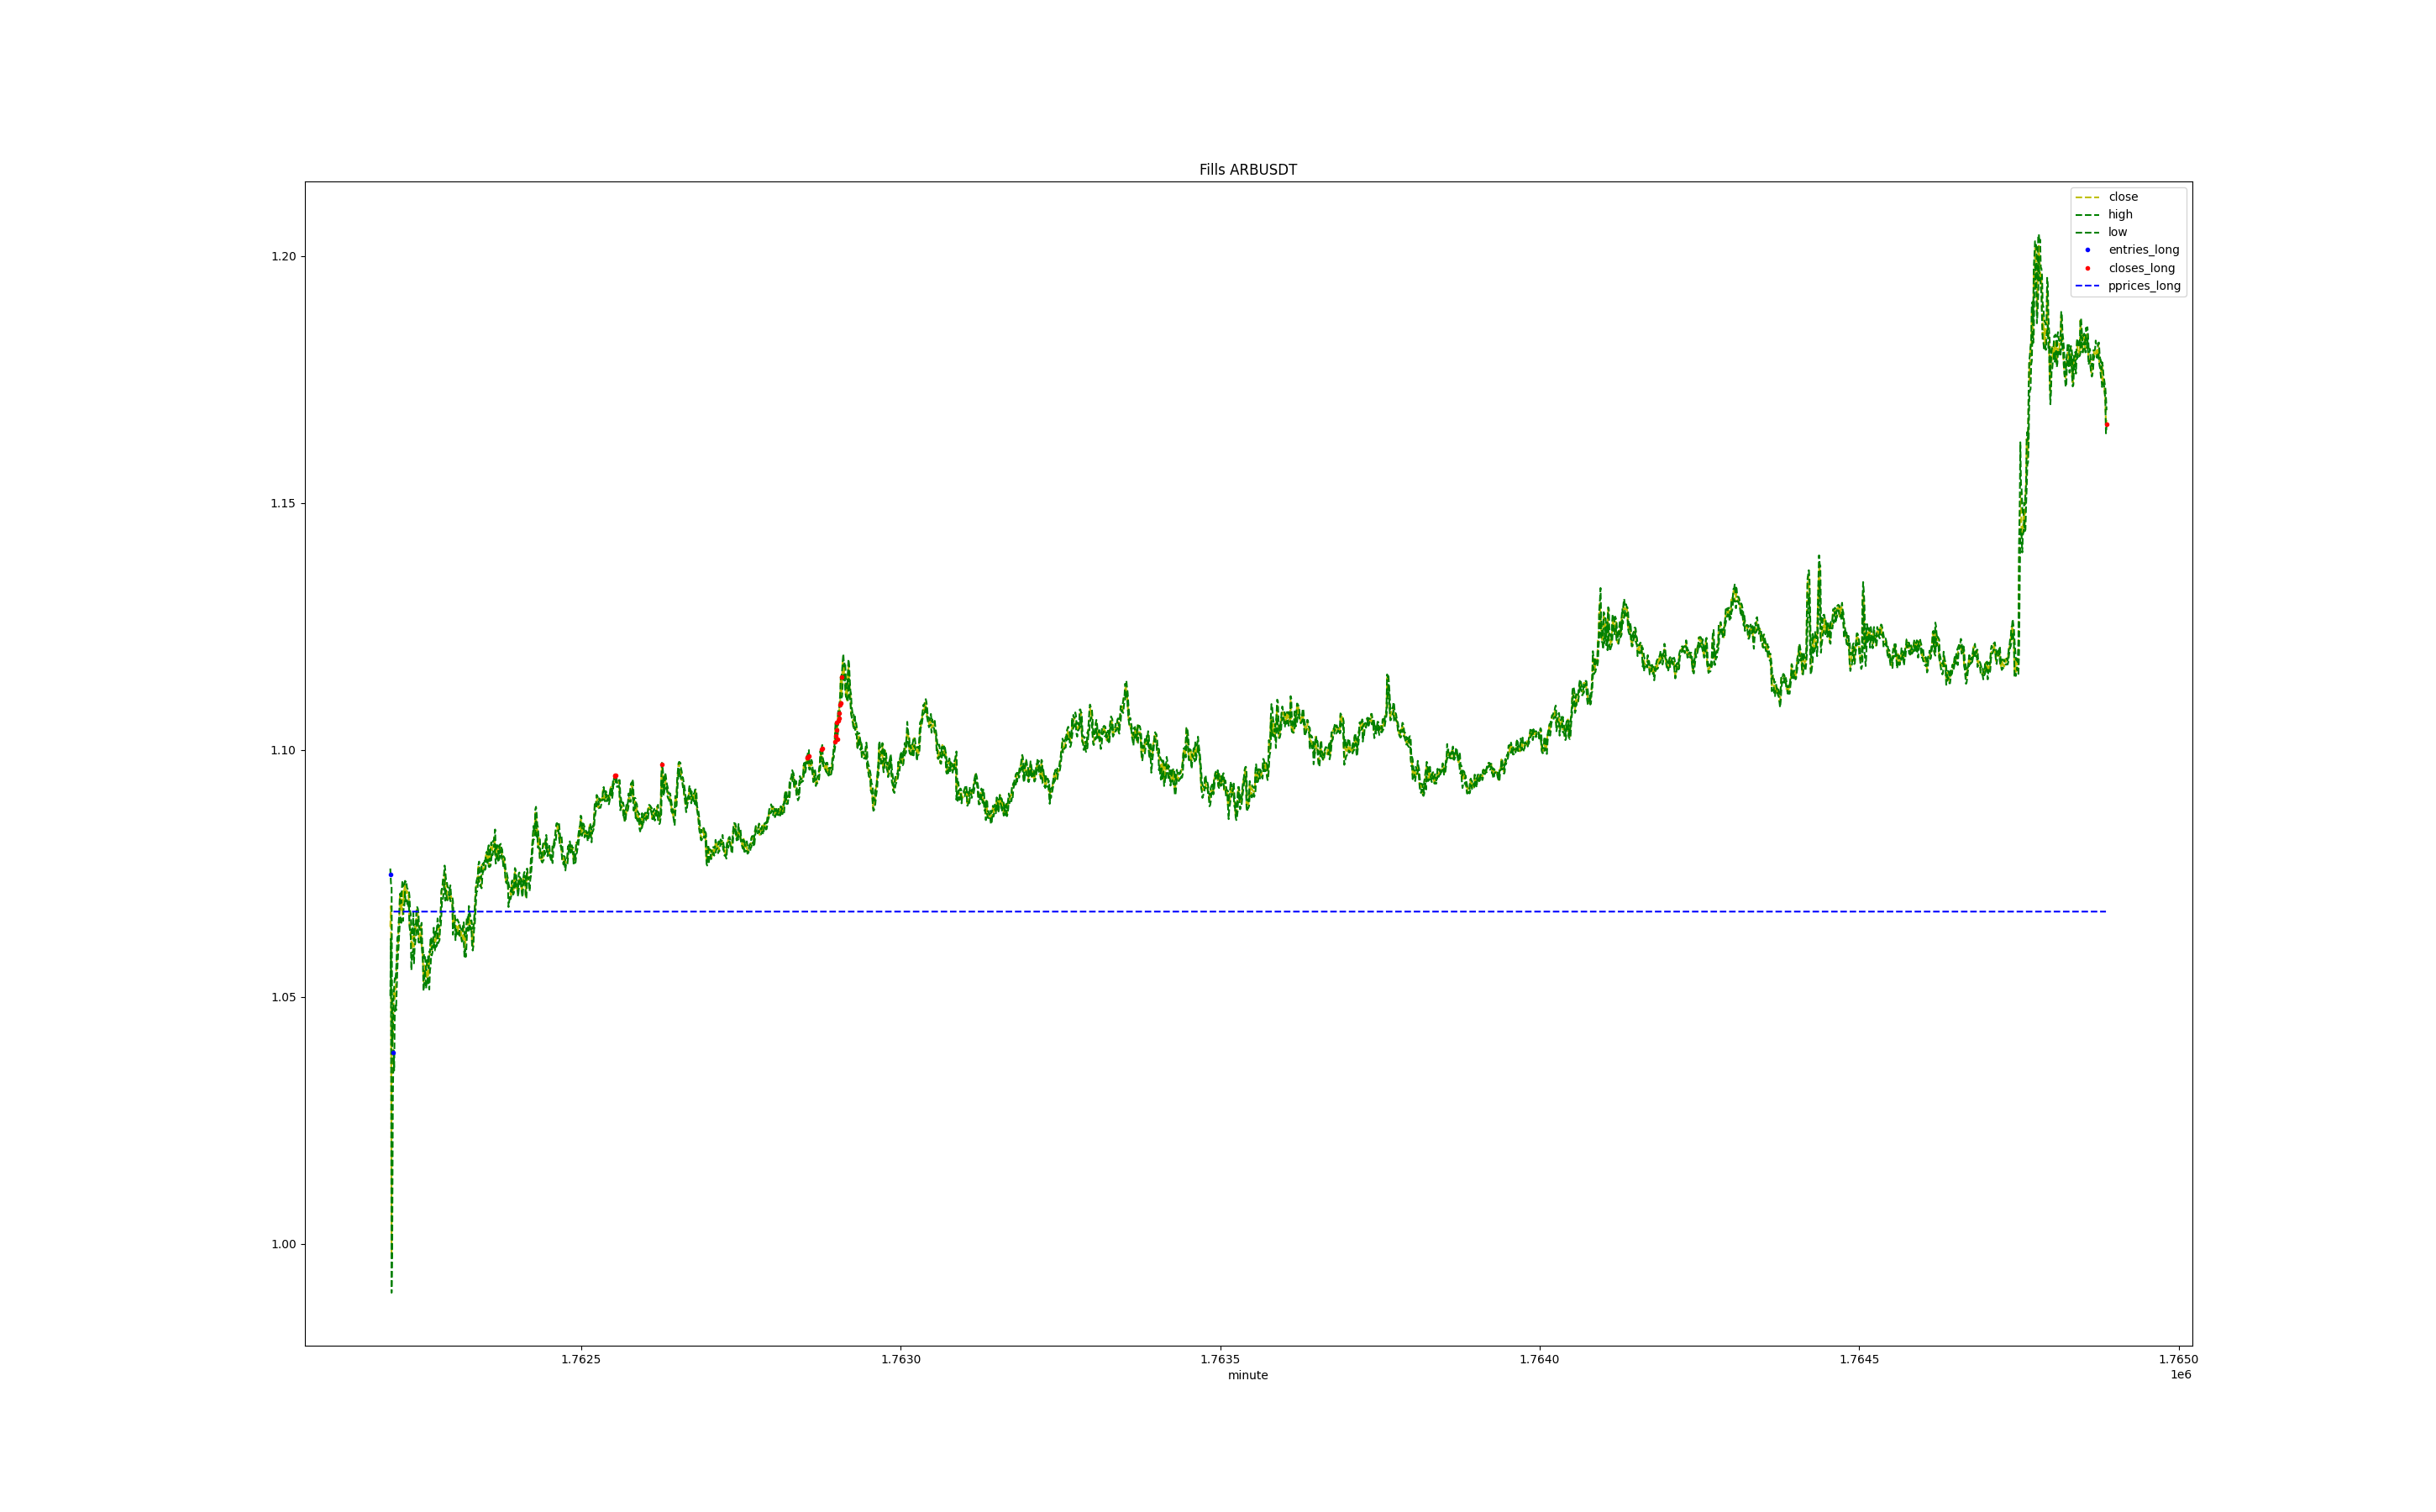 Fills ARBUSDT
close
high
low
entries_long
closes_long
pprices_long
1.20
1.15
1.10
1.05
1.00
1.7625 1.7630 1.7635 1.7640 1.7645 1.7650
minute 1e6